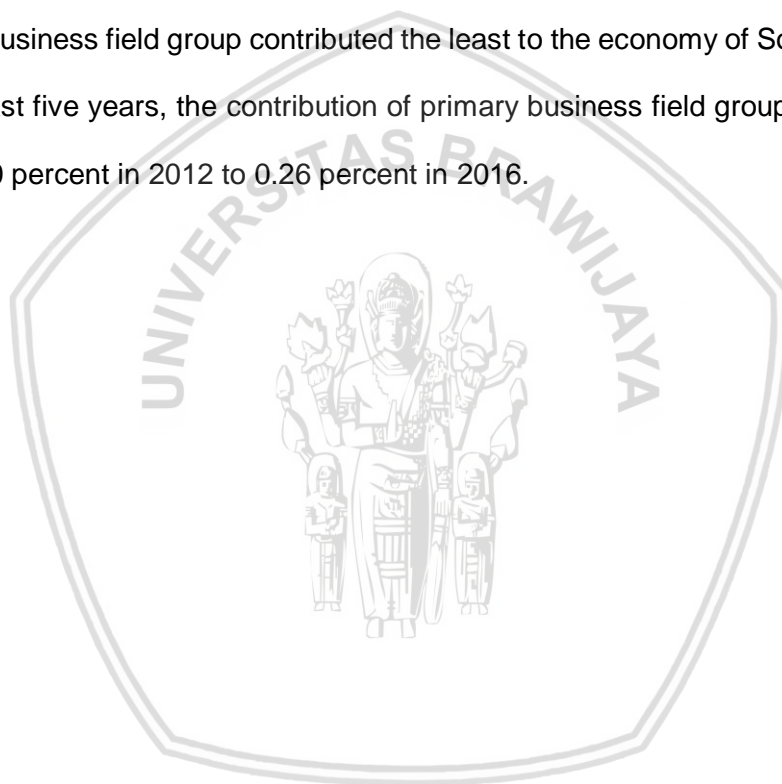 usiness field group contributed the least to the economy of So
st five years, the contribution of primary business field group
0 percent in 2012 to 0.26 percent in 2016.
UNIVERSITAS BRAWIJAYA